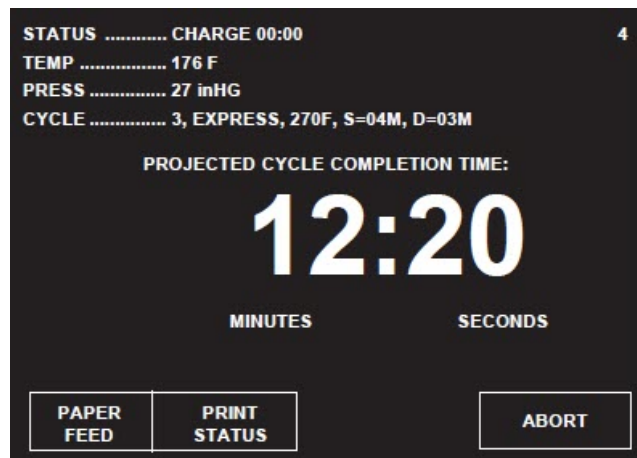 STATUS ............ CHARGE 00:00 4
TEMP ................. 176 F
PRESS ............... 27 inHG
CYCLE ............... 3, EXPRESS, 270F, S=04M, D=03M
PROJECTED CYCLE COMPLETION TIME:
12:20
MINUTES SECONDS
PAPER FEED PRINT STATUS ABORT